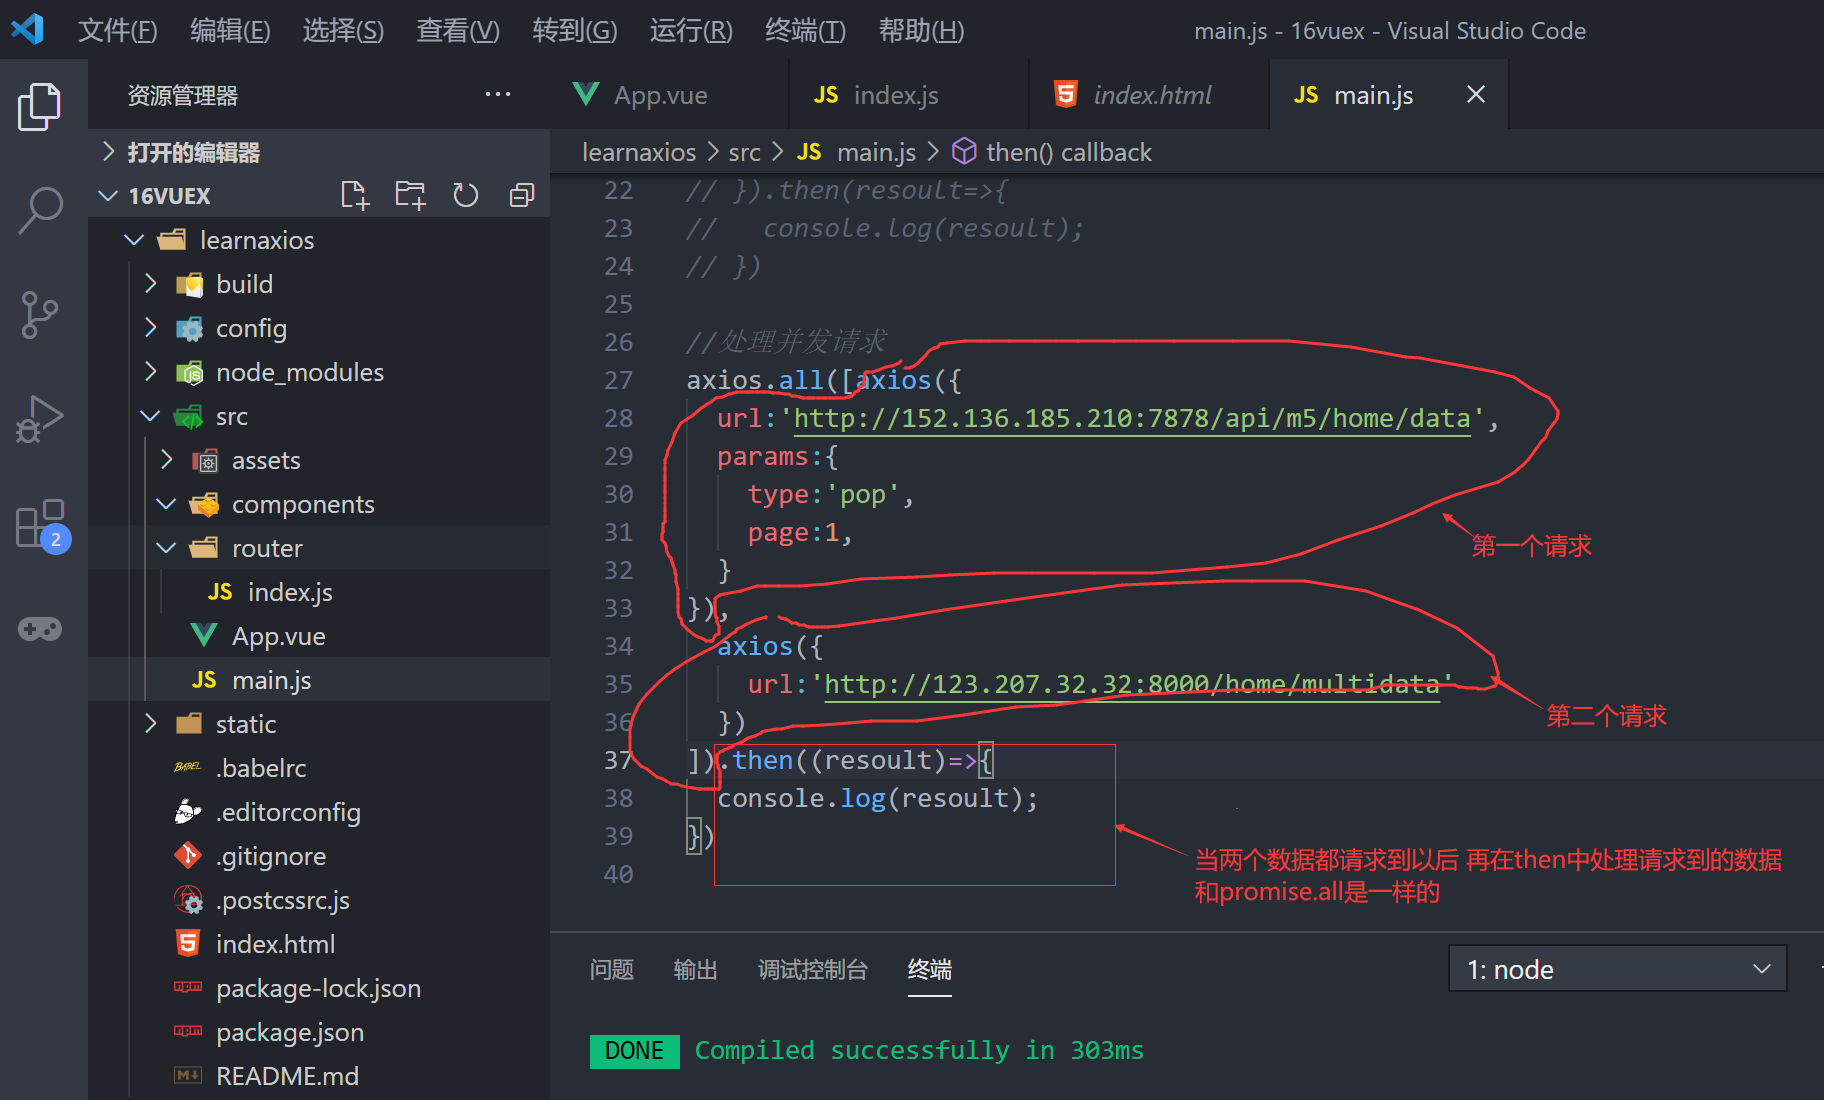 文件(F) 编辑(E) 选择(S) 查看(V) 转到(G) 运行(R) 终端(T) 帮助(H) main.js - 16vuex - Visual Studio Code
资源管理器 ···
App.vue JS index.js index.html JS main.js
打开的编辑器
learnaxios > src > JS main.js > then() callback
16VUEX
learnaxios
build
config
node_modules
src
assets
components
router
JS index.js
App.vue
JS main.js
static
.babelrc
.editorconfig
.gitignore
.postcssrc.js
index.html
package-lock.json
package.json
README.md
2
22 // }).then(resoult=>{
23 //   console.log(resoult);
24 // })
25
26 //处理并发请求
27 axios.all([axios({
28   url:'http://152.136.185.210:7878/api/m5/home/data',
29   params:{
30     type:'pop',
31     page:1,
32   }
33 }),
34   axios({
35     url:'http://123.207.32.32:8000/home/multidata'
36   })
37 ]).then((resoult)=>{
38   console.log(resoult);
39 })
40
第一个请求
第二个请求
当两个数据都请求到以后 再在then中处理请求到的数据
和promise.all是一样的
问题 输出 调试控制台 终端 1: node
DONE Compiled successfully in 303ms